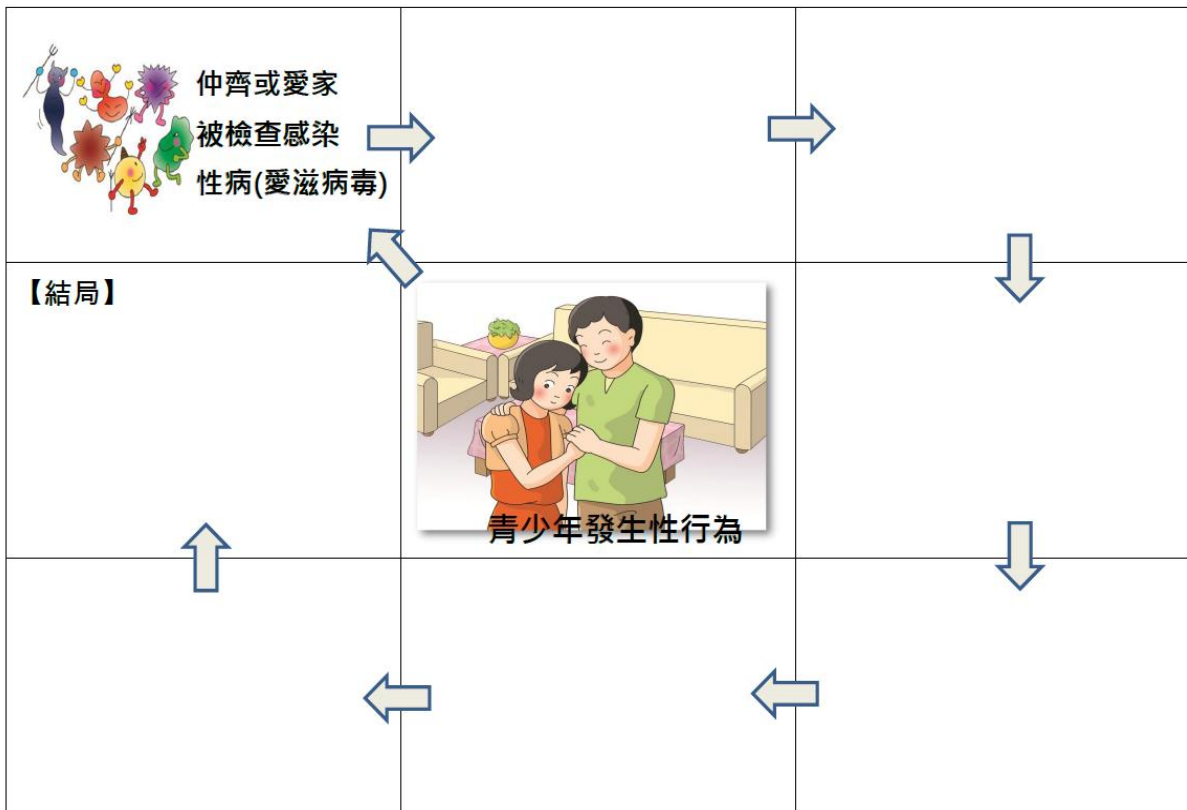 仲齊或愛家
被檢查感染
性病(愛滋病毒)
【結局】
青少年發生性行為